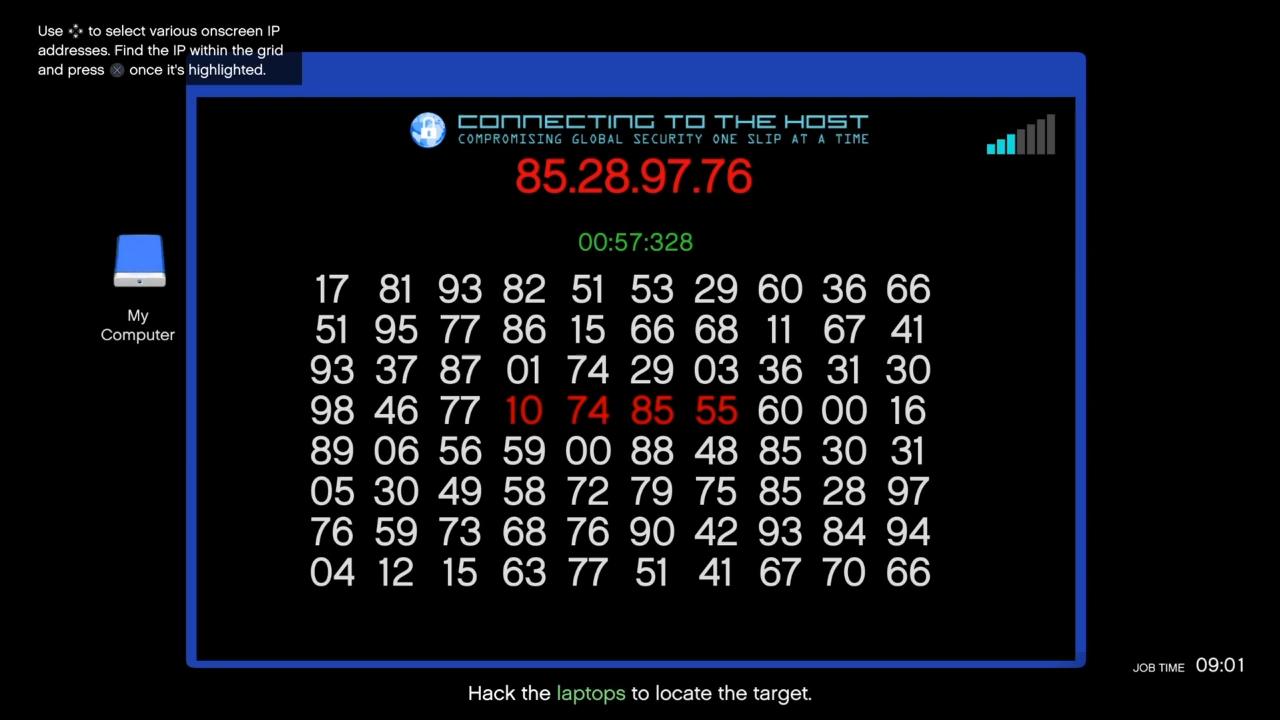 Use to select various onscreen IP
addresses. Find the IP within the grid
and press once it's highlighted.
CONNECTING TO THE HOST
COMPROMISING GLOBAL SECURITY ONE SLIP AT A TIME
85.28.97.76
00:57:328
17 81 93 82 51 53 29 60 36 66
51 95 77 86 15 66 68 11 67 41
93 37 87 01 74 29 03 36 31 30
98 46 77 10 74 85 55 60 00 16
89 06 56 59 00 88 48 85 30 31
05 30 49 58 72 79 75 85 28 97
76 59 73 68 76 90 42 93 84 94
04 12 15 63 77 51 41 67 70 66
My
Computer
JOB TIME 09:01
Hack the laptops to locate the target.